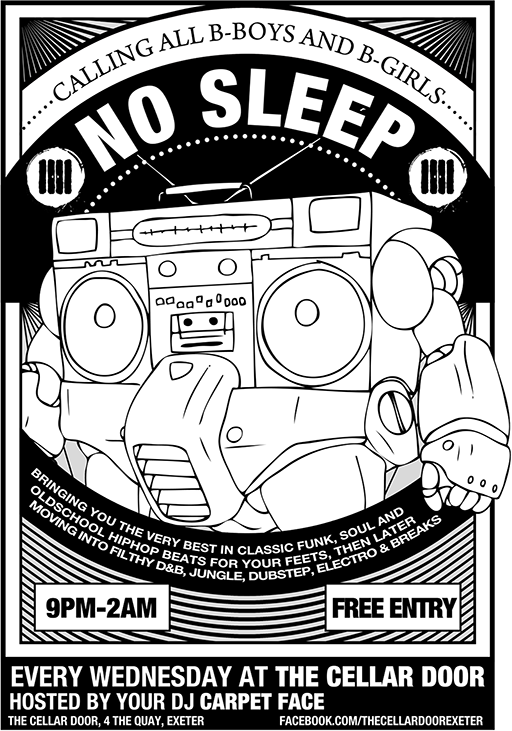 CALLING ALL B-BOYS AND B-GIRLS
NO SLEEP
BRINGING YOU THE VERY BEST IN CLASSIC FUNK, SOUL AND
OLDSCHOOL HIPHOP BEATS FOR YOUR FEETS, THEN LATER
MOVING INTO FILTHY D&B, JUNGLE, DUBSTEP, ELECTRO & BREAKS
9PM-2AM
FREE ENTRY
EVERY WEDNESDAY AT THE CELLAR DOOR
HOSTED BY YOUR DJ CARPET FACE
THE CELLAR DOOR, 4 THE QUAY, EXETER
FACEBOOK.COM/THECELLARDOOREXETER